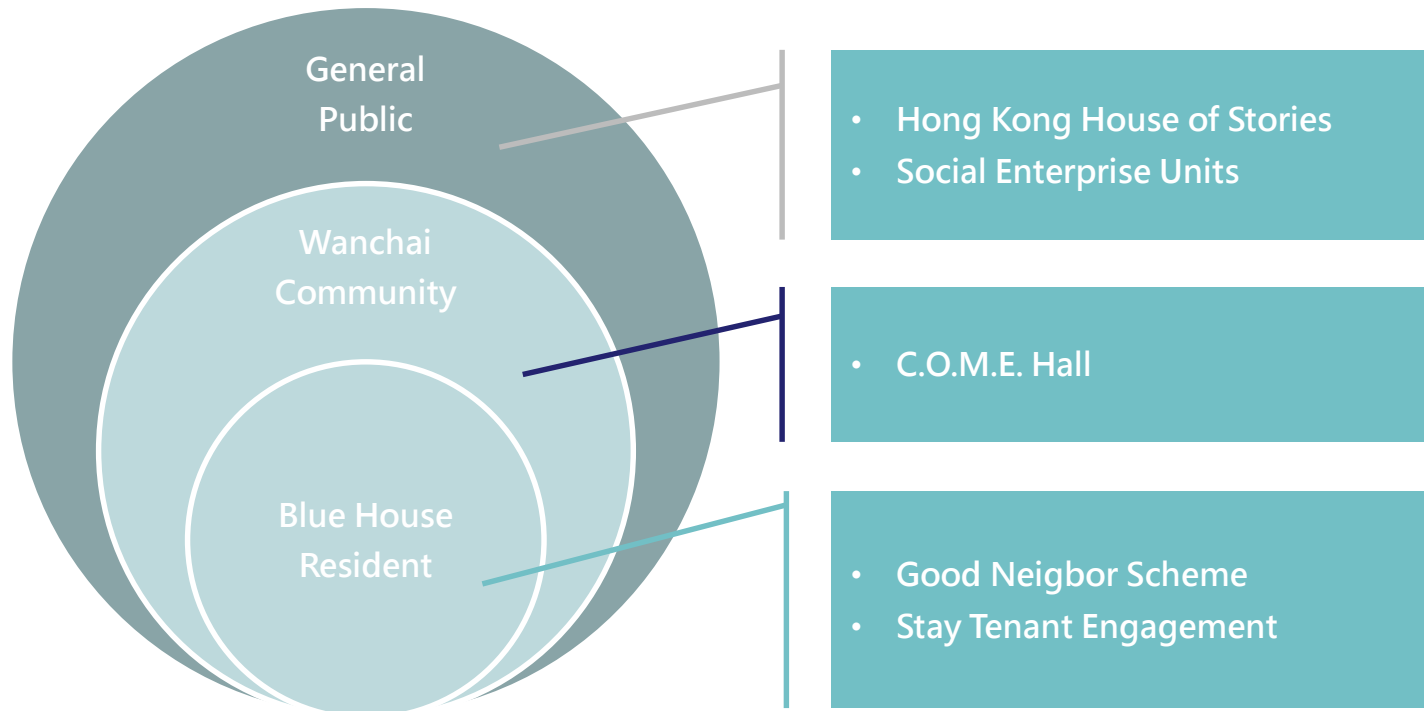 General
Public
• Hong Kong House of Stories
• Social Enterprise Units
Wanchai
Community
• C.O.M.E. Hall
Blue House
Resident
• Good Neigbor Scheme
• Stay Tenant Engagement